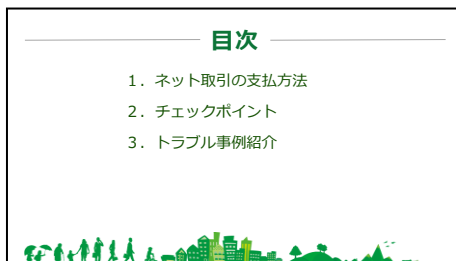 目次
1．ネット取引の支払方法
2．チェックポイント
3．トラブル事例紹介